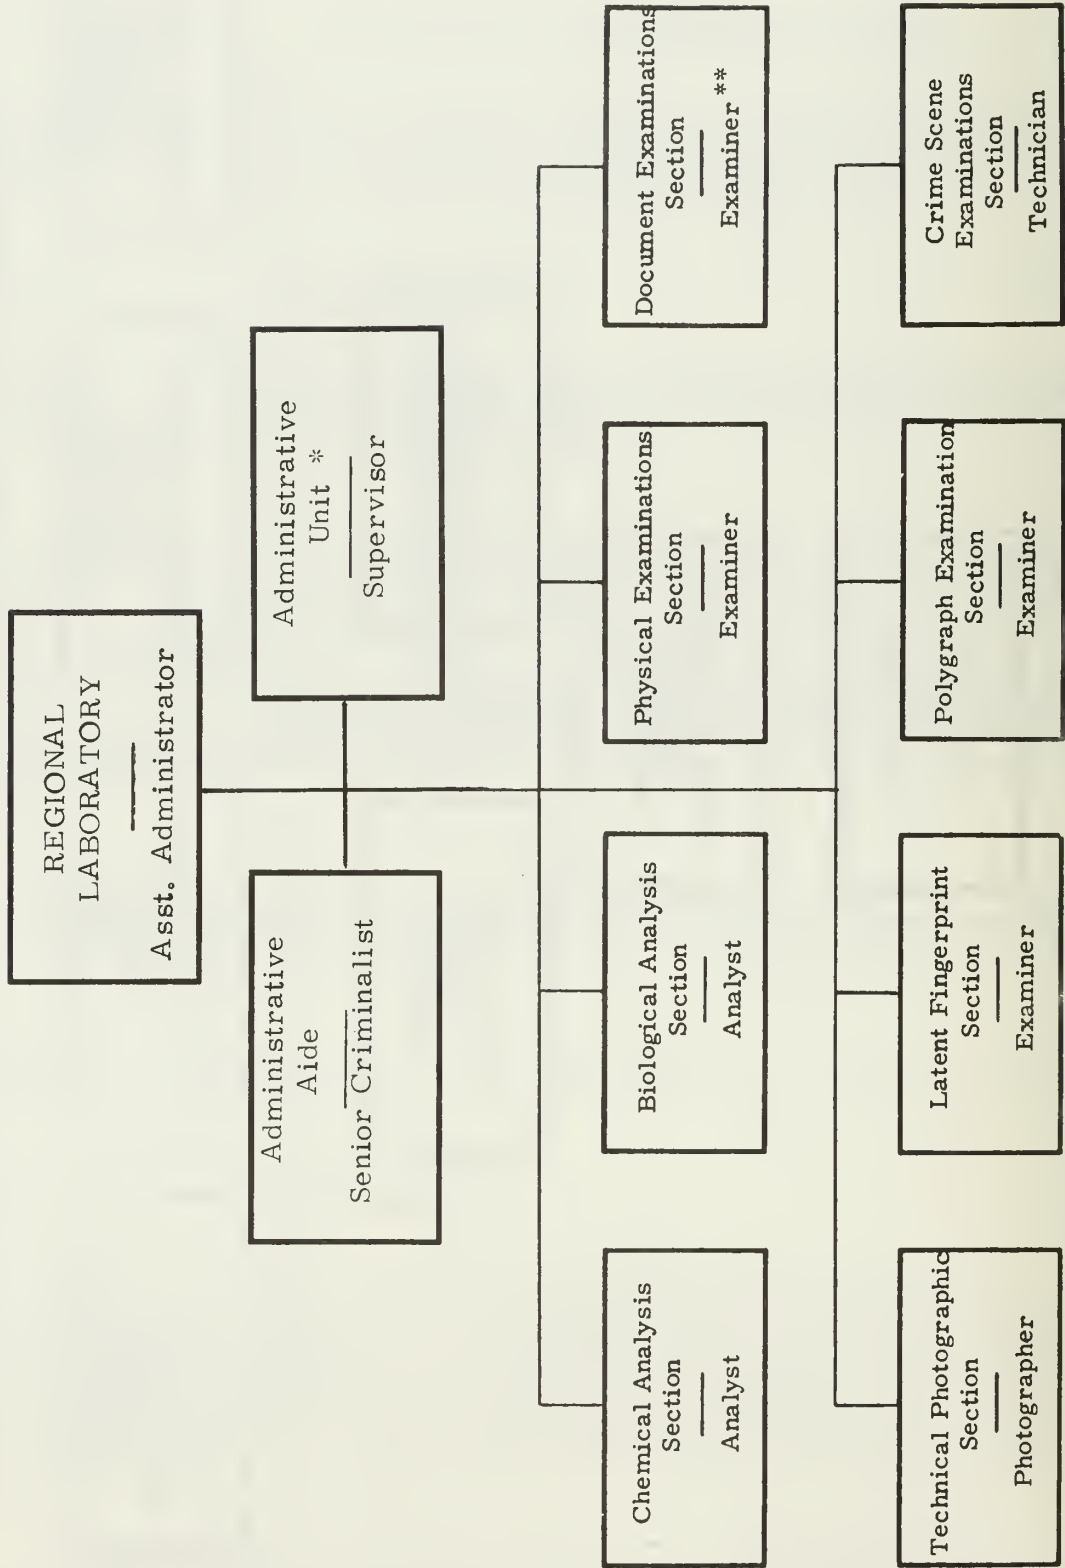 REGIONAL
LABORATORY
Asst. Administrator
Administrative
Aide
Senior Criminalist
Administrative
Unit *
Supervisor
Chemical Analysis
Section
Analyst
Biological Analysis
Section
Analyst
Physical Examinations
Section
Examiner
Document Examinations
Section
Examiner **
Technical Photographic
Section
Photographer
Latent Fingerprint
Section
Examiner
Polygraph Examination
Section
Examiner
Crime Scene
Examinations
Section
Technician